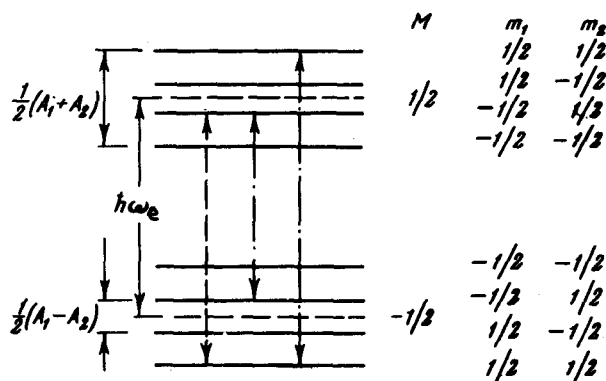 M m₁ m₂
1/2 1/2
1/2 -1/2
½(A₁+A₂) 1/2 -1/2 1/2
-1/2 -1/2
ħωₑ
-1/2 -1/2
-1/2 1/2
½(A₁-A₂) -1/2 1/2 -1/2
1/2 1/2